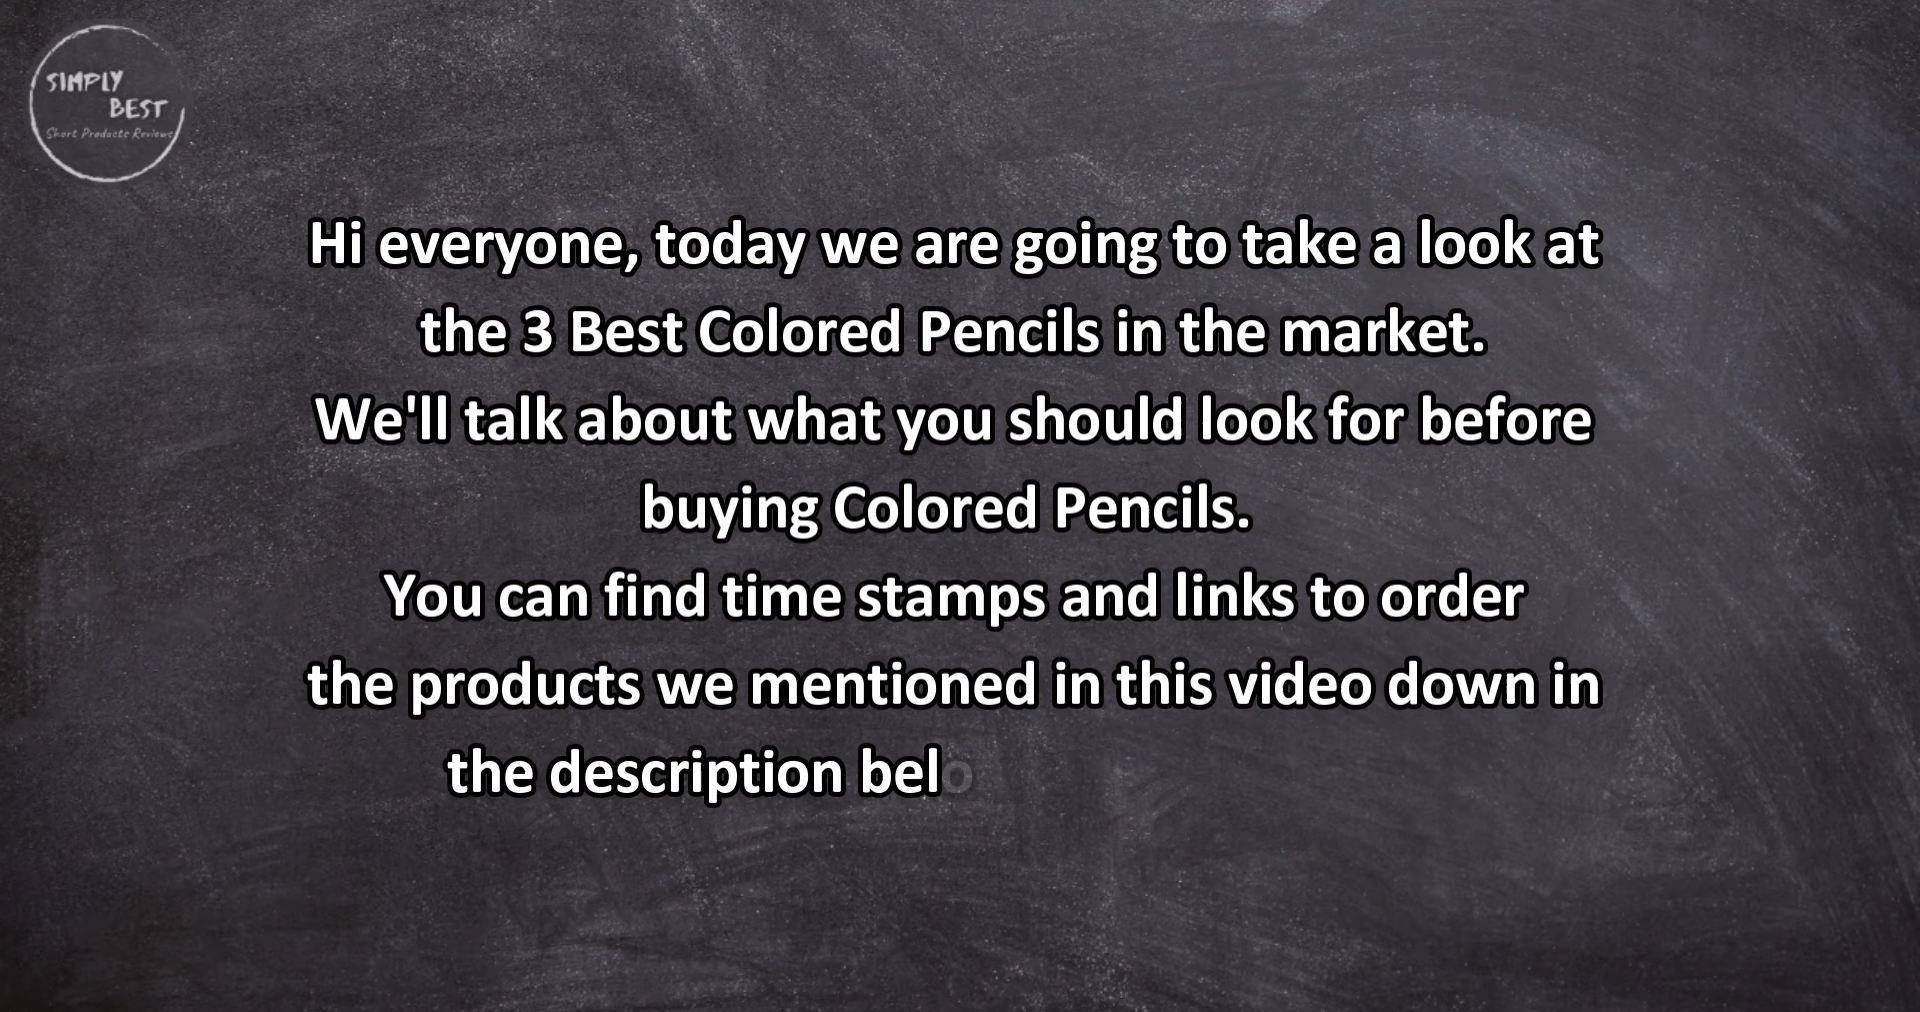 SIMPLY
BEST
Short Products Reviews
Hi everyone, today we are going to take a look at
the 3 Best Colored Pencils in the market.
We'll talk about what you should look for before
buying Colored Pencils.
You can find time stamps and links to order
the products we mentioned in this video down in
the description belo